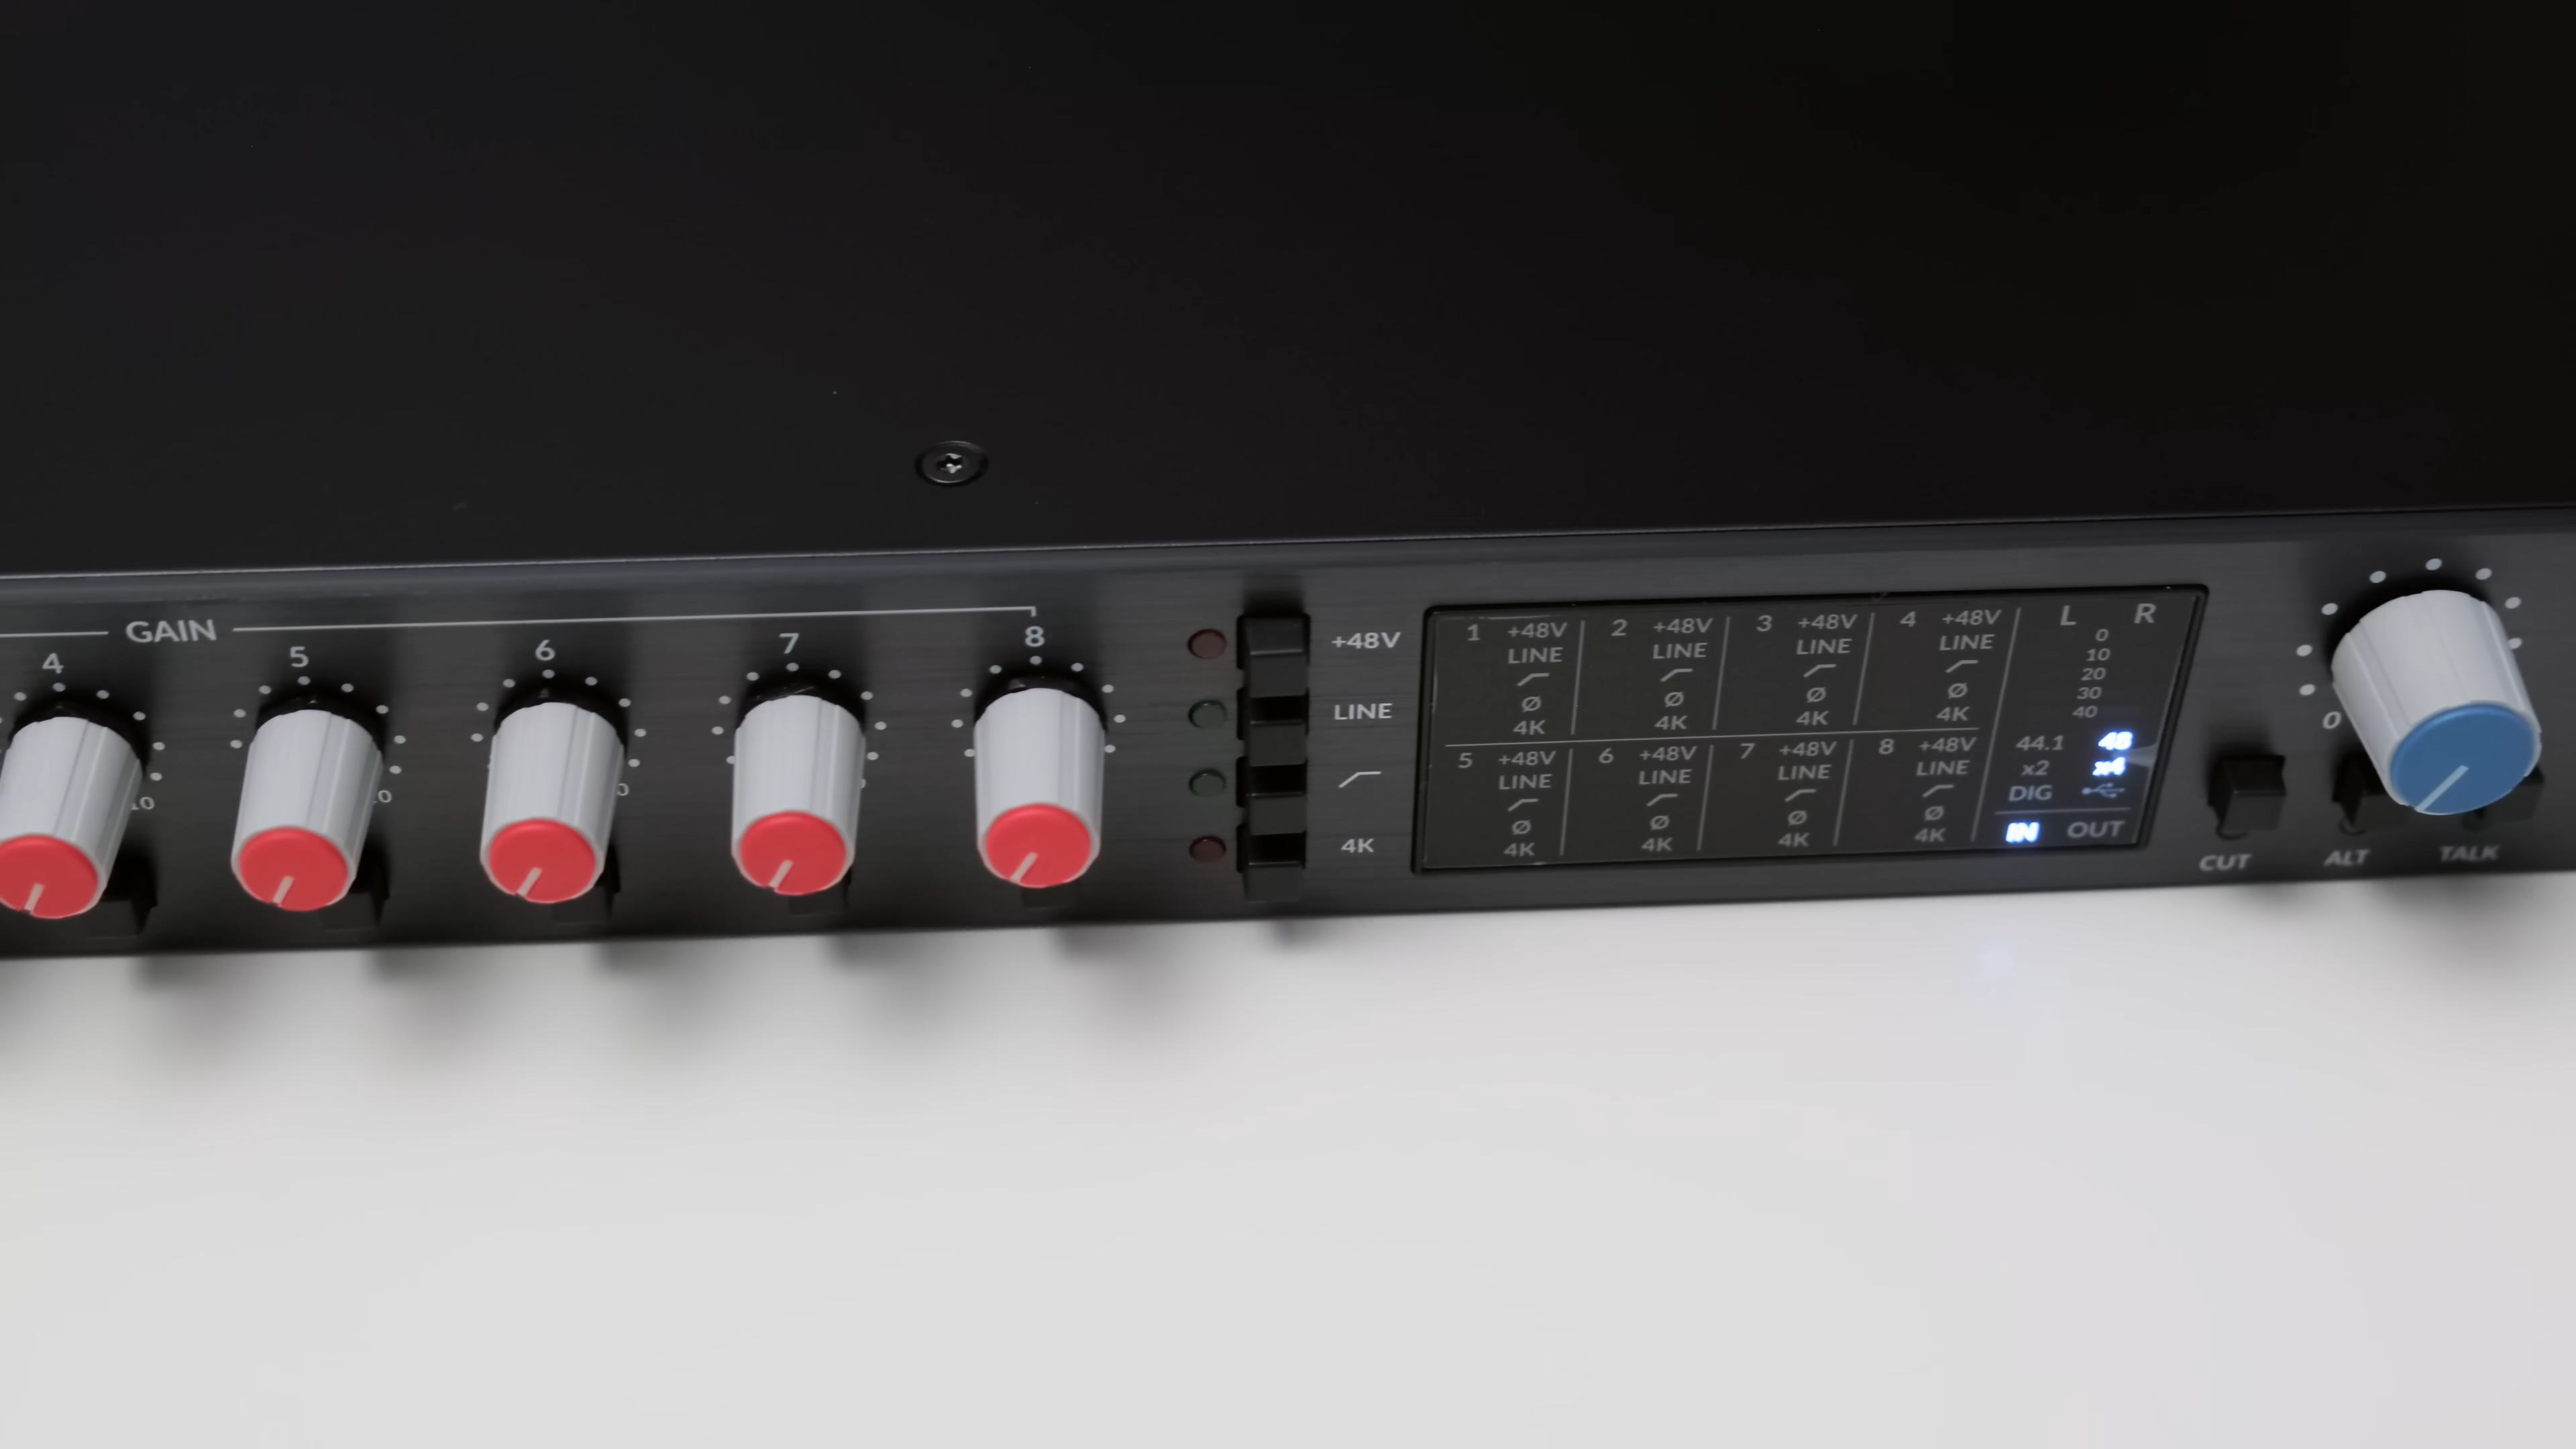 GAIN
4 5 6 7 8
10
+48V
LINE
4K
1 +48V 2 +48V 3 +48V 4 +48V L R
LINE LINE LINE LINE 0
10
20
Ø Ø Ø Ø 30
4K 4K 4K 4K 40
5 +48V 6 +48V 7 +48V 8 +48V 44.1 48
LINE LINE LINE LINE x2 x4
DIG
Ø Ø Ø Ø
4K 4K 4K 4K IN OUT
0
CUT ALT TALK